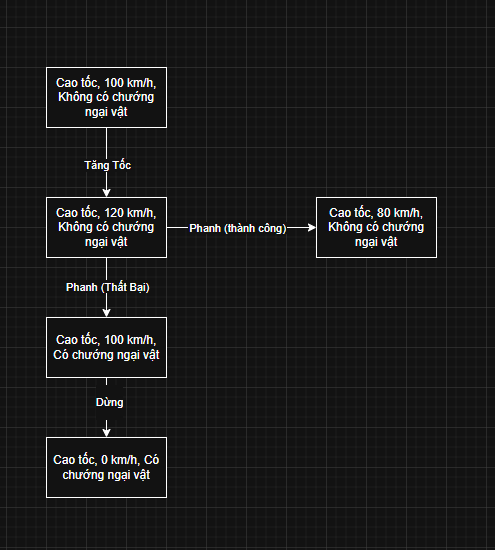 Cao tốc, 100 km/h,
Không có chướng
ngại vật
Tăng Tốc
Cao tốc, 120 km/h,
Không có chướng
ngại vật
Phanh (thành công)
Cao tốc, 80 km/h,
Không có chướng
ngại vật
Phanh (Thất Bại)
Cao tốc, 100 km/h,
Có chướng ngại vật
Dừng
Cao tốc, 0 km/h, Có
chướng ngại vật